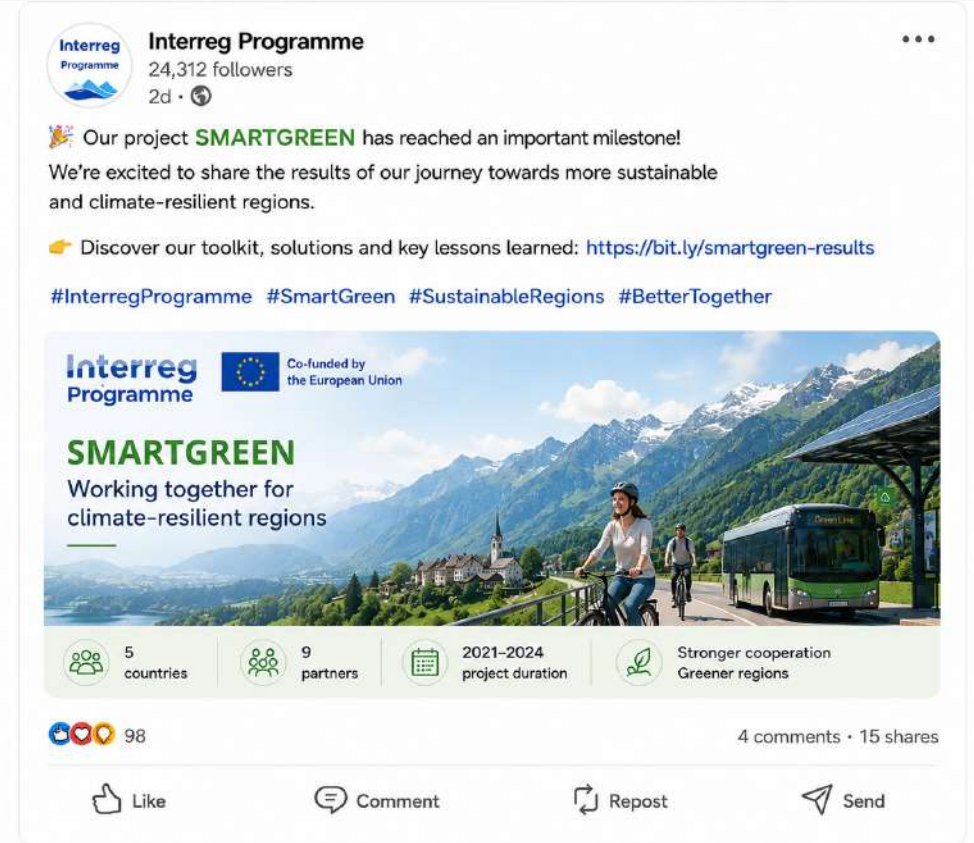 Interreg
Programme
Interreg Programme
24,312 followers
2d •
Our project SMARTGREEN has reached an important milestone!
We're excited to share the results of our journey towards more sustainable
and climate-resilient regions.
Discover our toolkit, solutions and key lessons learned: https://bit.ly/smartgreen-results
#InterregProgramme #SmartGreen #SustainableRegions #BetterTogether
Interreg
Programme
Co-funded by
the European Union
SMARTGREEN
Working together for
climate-resilient regions
GreenLine
5
countries
9
partners
2021–2024
project duration
Stronger cooperation
Greener regions
98
4 comments • 15 shares
Like
Comment
Repost
Send